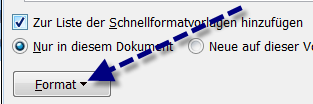 Zur Liste der Schnellformatvorlagen hinzufügen
Nur in diesem Dokument Neue auf dieser
Format